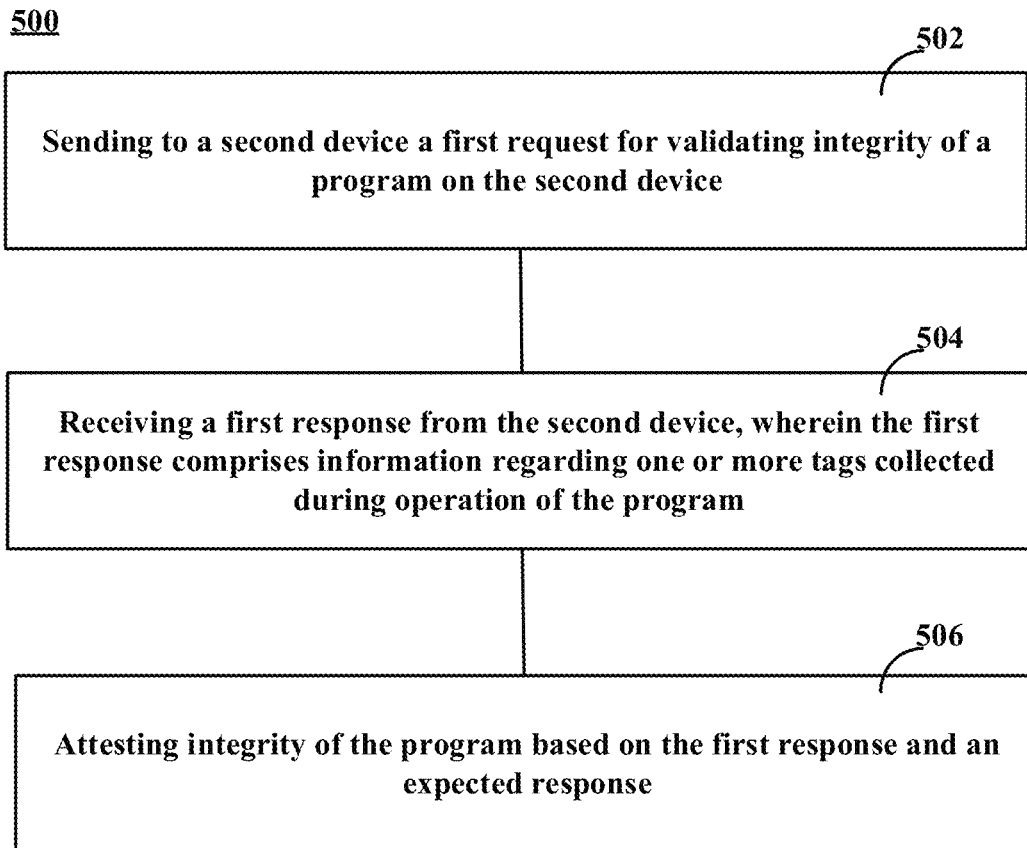 500
502
Sending to a second device a first request for validating integrity of a
program on the second device
504
Receiving a first response from the second device, wherein the first
response comprises information regarding one or more tags collected
during operation of the program
506
Attesting integrity of the program based on the first response and an
expected response